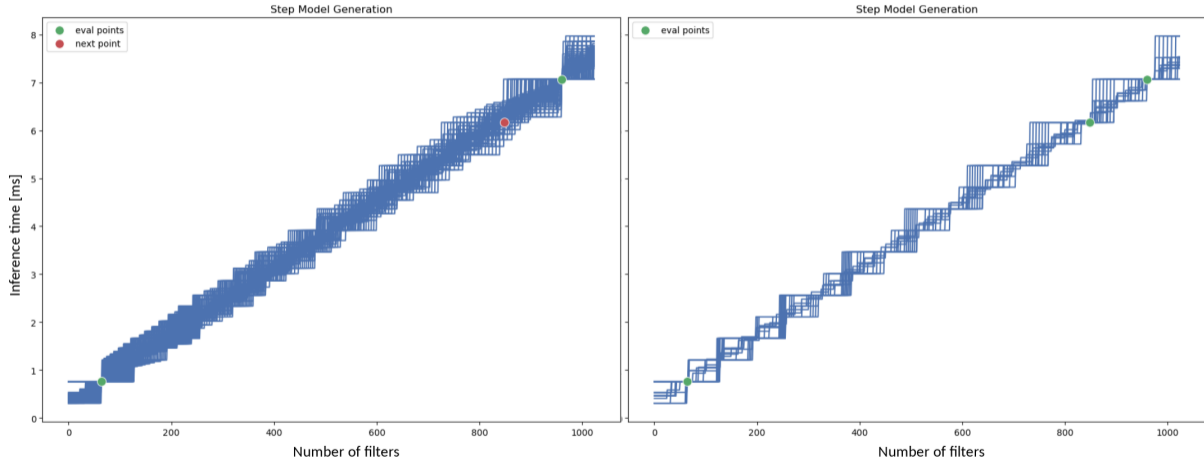 Step Model Generation
eval points
next point
8
7
6
5
4
3
2
1
0
Inference time [ms]
0 200 400 600 800 1000
Number of filters
Step Model Generation
eval points
0 200 400 600 800 1000
Number of filters